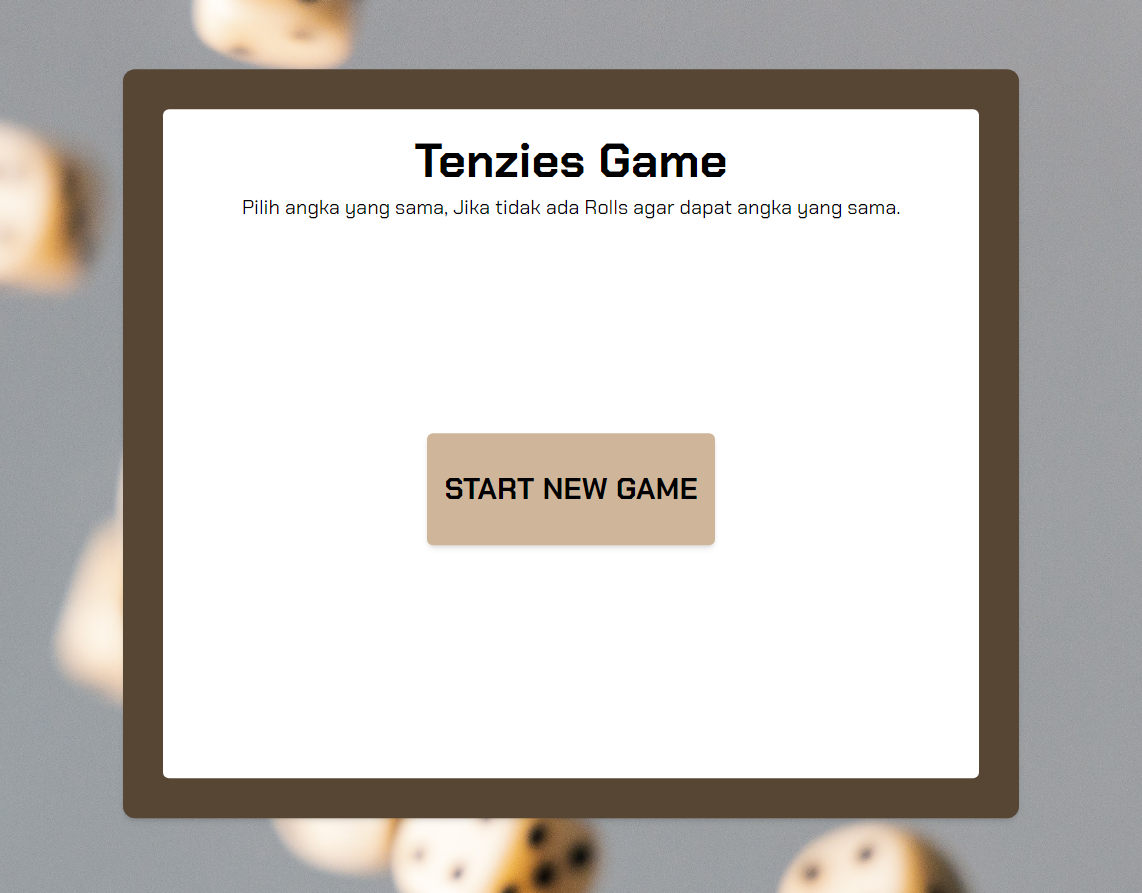 Tenzies Game
Pilih angka yang sama, Jika tidak ada Rolls agar dapat angka yang sama.
START NEW GAME